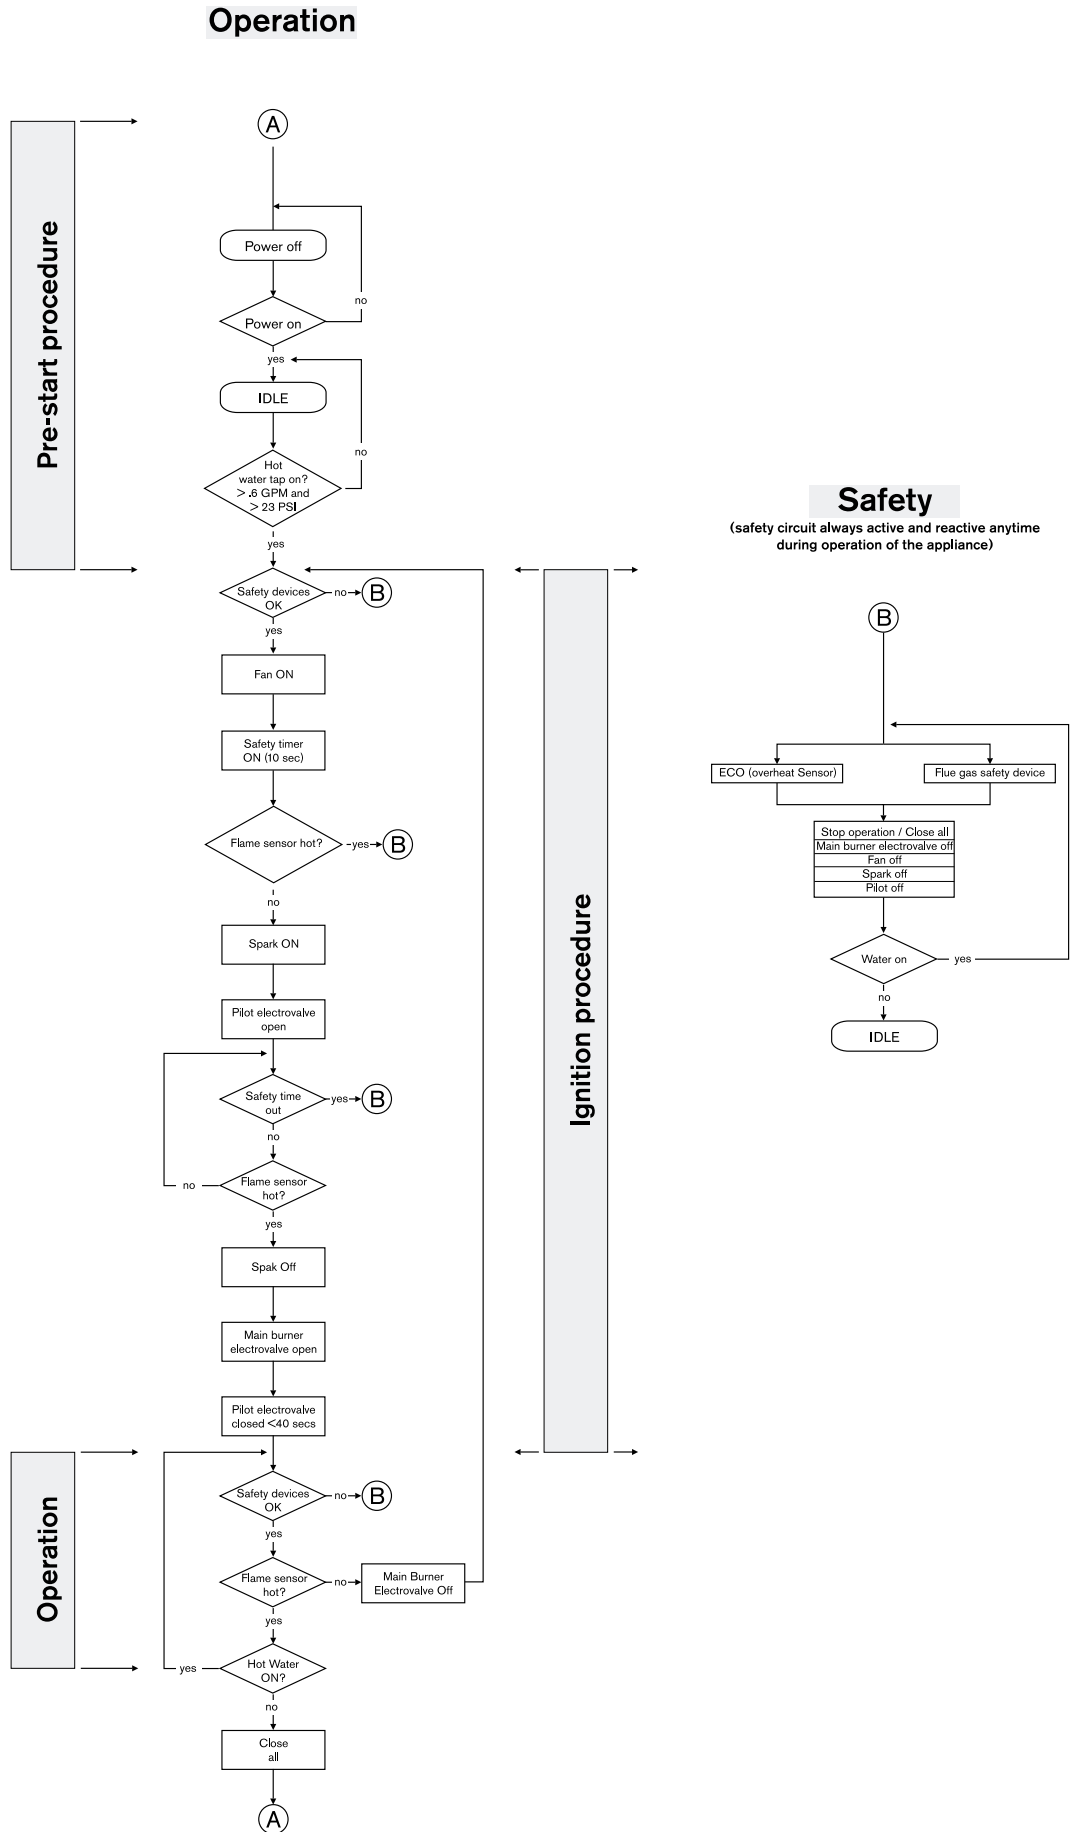 Operation
Pre-start procedure
A
Power off
no
Power on
yes
IDLE
no
Hot
water tap on?
> .6 GPM and
> 23 PSI
yes
Safety devices
OK
no
B
yes
Fan ON
Safety timer
ON (10 sec)
Flame sensor hot?
yes
B
no
Spark ON
Pilot electrovalve
open
Safety time
out
yes
B
no
Flame sensor
hot?
no
yes
Spak Off
Main burner
electrovalve open
Pilot electrovalve
closed <40 secs
Operation
Safety devices
OK
no
B
yes
Flame sensor
hot?
no
Main Burner
Electrovalve Off
yes
Hot Water
ON?
yes
no
Close
all
A
Ignition procedure
Safety
(safety circuit always active and reactive anytime
during operation of the appliance)
B
ECO (overheat Sensor)
Flue gas safety device
Stop operation / Close all
Main burner electrovalve off
Fan off
Spark off
Pilot off
Water on
yes
no
IDLE